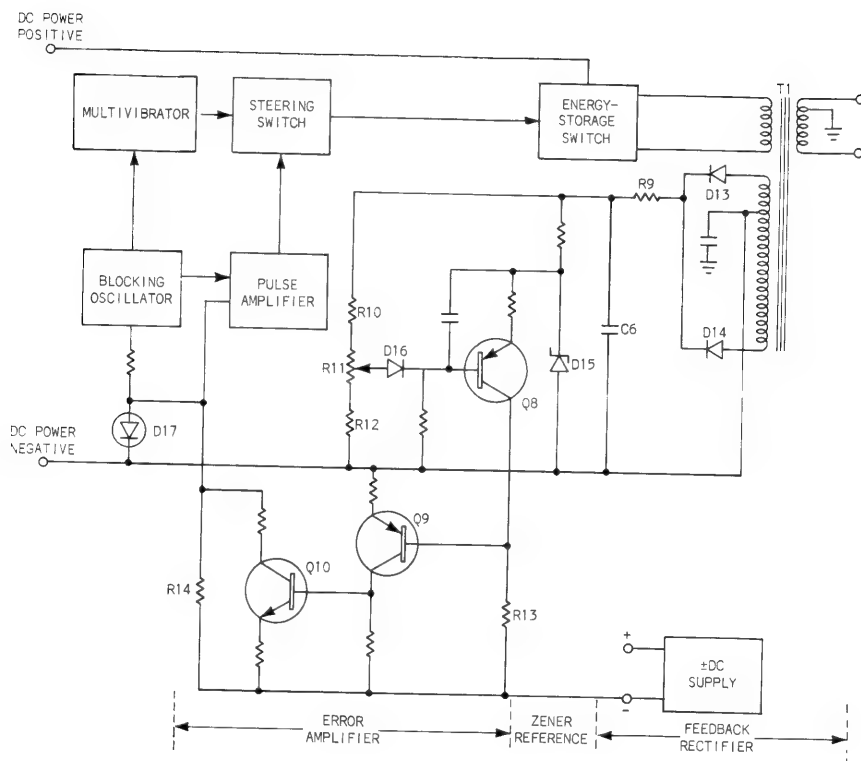 DC POWER
POSITIVE
MULTIVIBRATOR
STEERING
SWITCH
ENERGY-
STORAGE
SWITCH
T1
R9
D13
BLOCKING
OSCILLATOR
PULSE
AMPLIFIER
R10
D16
R11
R12
Q8
D15
C6
D14
DC POWER
NEGATIVE
D17
Q9
Q10
R14
R13
+
-
±DC
SUPPLY
ERROR
AMPLIFIER
ZENER
REFERENCE
FEEDBACK
RECTIFIER